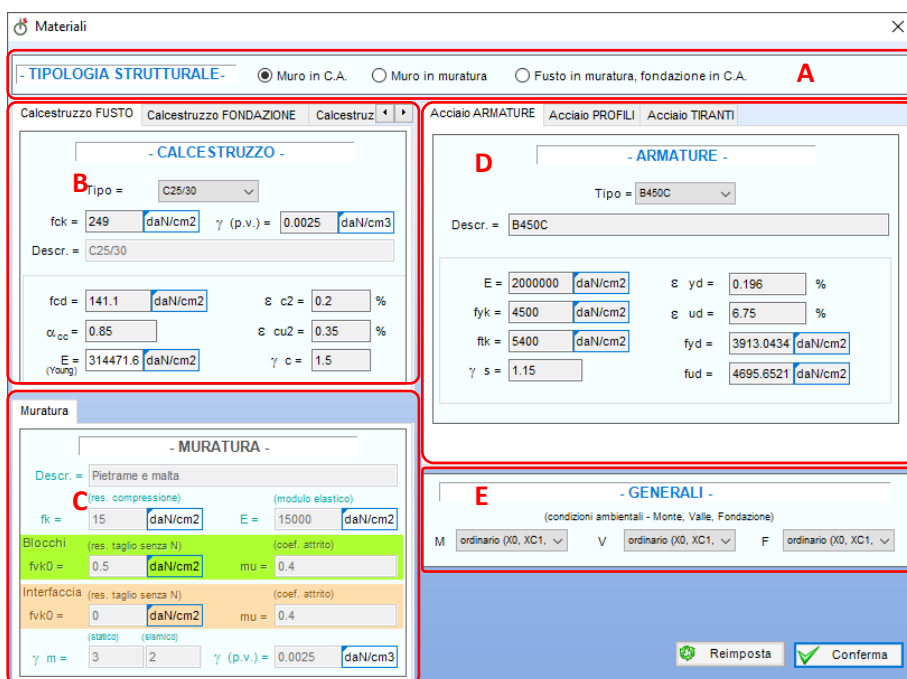 Materiali
- TIPOLOGIA STRUTTURALE- Muro in C.A. Muro in muratura Fusto in muratura, fondazione in C.A. A
Calcestruzzo FUSTO Calcestruzzo FONDAZIONE Calcestruz
- CALCESTRUZZO -
B
Tipo = C25/30
fck = 249 daN/cm2 γ (p.v.) = 0.0025 daN/cm3
Descr. = C25/30
fcd = 141.1 daN/cm2 ε c2 = 0.2 %
αcc = 0.85 ε cu2 = 0.35 %
E = 314471.6 daN/cm2 γ c = 1.5
(Young)
Acciaio ARMATURE Acciaio PROFILI Acciaio TIRANTI
D
- ARMATURE -
Tipo = B450C
Descr. = B450C
E = 2000000 daN/cm2 ε yd = 0.196 %
fyk = 4500 daN/cm2 ε ud = 6.75 %
ftk = 5400 daN/cm2 fyd = 3913.0434 daN/cm2
γ s = 1.15 fud = 4695.6521 daN/cm2
Muratura
- MURATURA -
Descr. = Pietrame e malta
C
(res. compressione) (modulo elastico)
fk = 15 daN/cm2 E = 15000 daN/cm2
Blocchi (res. taglio senza N) (coef. attrito)
fvk0 = 0.5 daN/cm2 mu = 0.4
Interfaccia (res. taglio senza N) (coef. attrito)
fvk0 = 0 daN/cm2 mu = 0.4
(statico) (sismico)
γ m = 3 2 γ (p.v.) = 0.0025 daN/cm3
E
- GENERALI -
(condizioni ambientali - Monte, Valle, Fondazione)
M ordinario (X0, XC1, V ordinario (X0, XC1, F ordinario (X0, XC1,
Reimposta Conferma